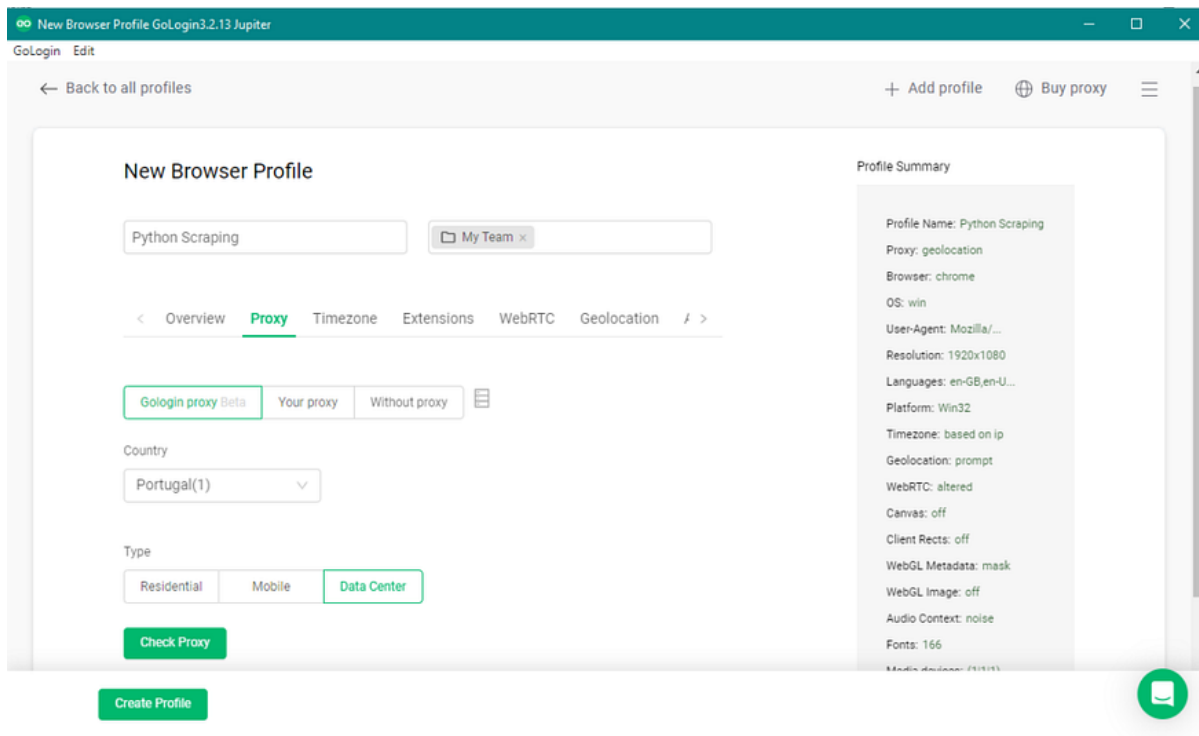 New Browser Profile GoLogin3.2.13 Jupiter
GoLogin Edit
Back to all profiles
Add profile
Buy proxy
New Browser Profile
Python Scraping
My Team
Overview Proxy Timezone Extensions WebRTC Geolocation
Gologin proxy Beta
Your proxy
Without proxy
Country
Portugal(1)
Type
Residential
Mobile
Data Center
Check Proxy
Create Profile
Profile Summary
Profile Name: Python Scraping
Proxy: geolocation
Browser: chrome
OS: win
User-Agent: Mozilla/...
Resolution: 1920x1080
Languages: en-GB,en-U...
Platform: Win32
Timezone: based on ip
Geolocation: prompt
WebRTC: altered
Canvas: off
Client Rects: off
WebGL Metadata: mask
WebGL Image: off
Audio Context: noise
Fonts: 166
Media devices: (1/1/1)